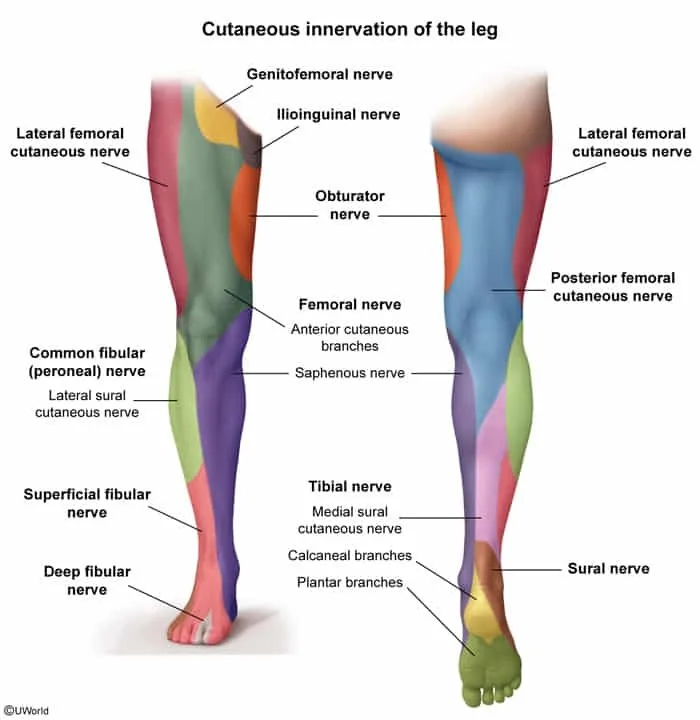 Cutaneous innervation of the leg
Genitofemoral nerve
Ilioinguinal nerve
Lateral femoral
cutaneous nerve
Lateral femoral
cutaneous nerve
Obturator
nerve
Posterior femoral
cutaneous nerve
Femoral nerve
Anterior cutaneous
branches
Saphenous nerve
Common fibular
(peroneal) nerve
Lateral sural
cutaneous nerve
Superficial fibular
nerve
Tibial nerve
Medial sural
cutaneous nerve
Calcaneal branches
Plantar branches
Sural nerve
Deep fibular
nerve
©UWorld